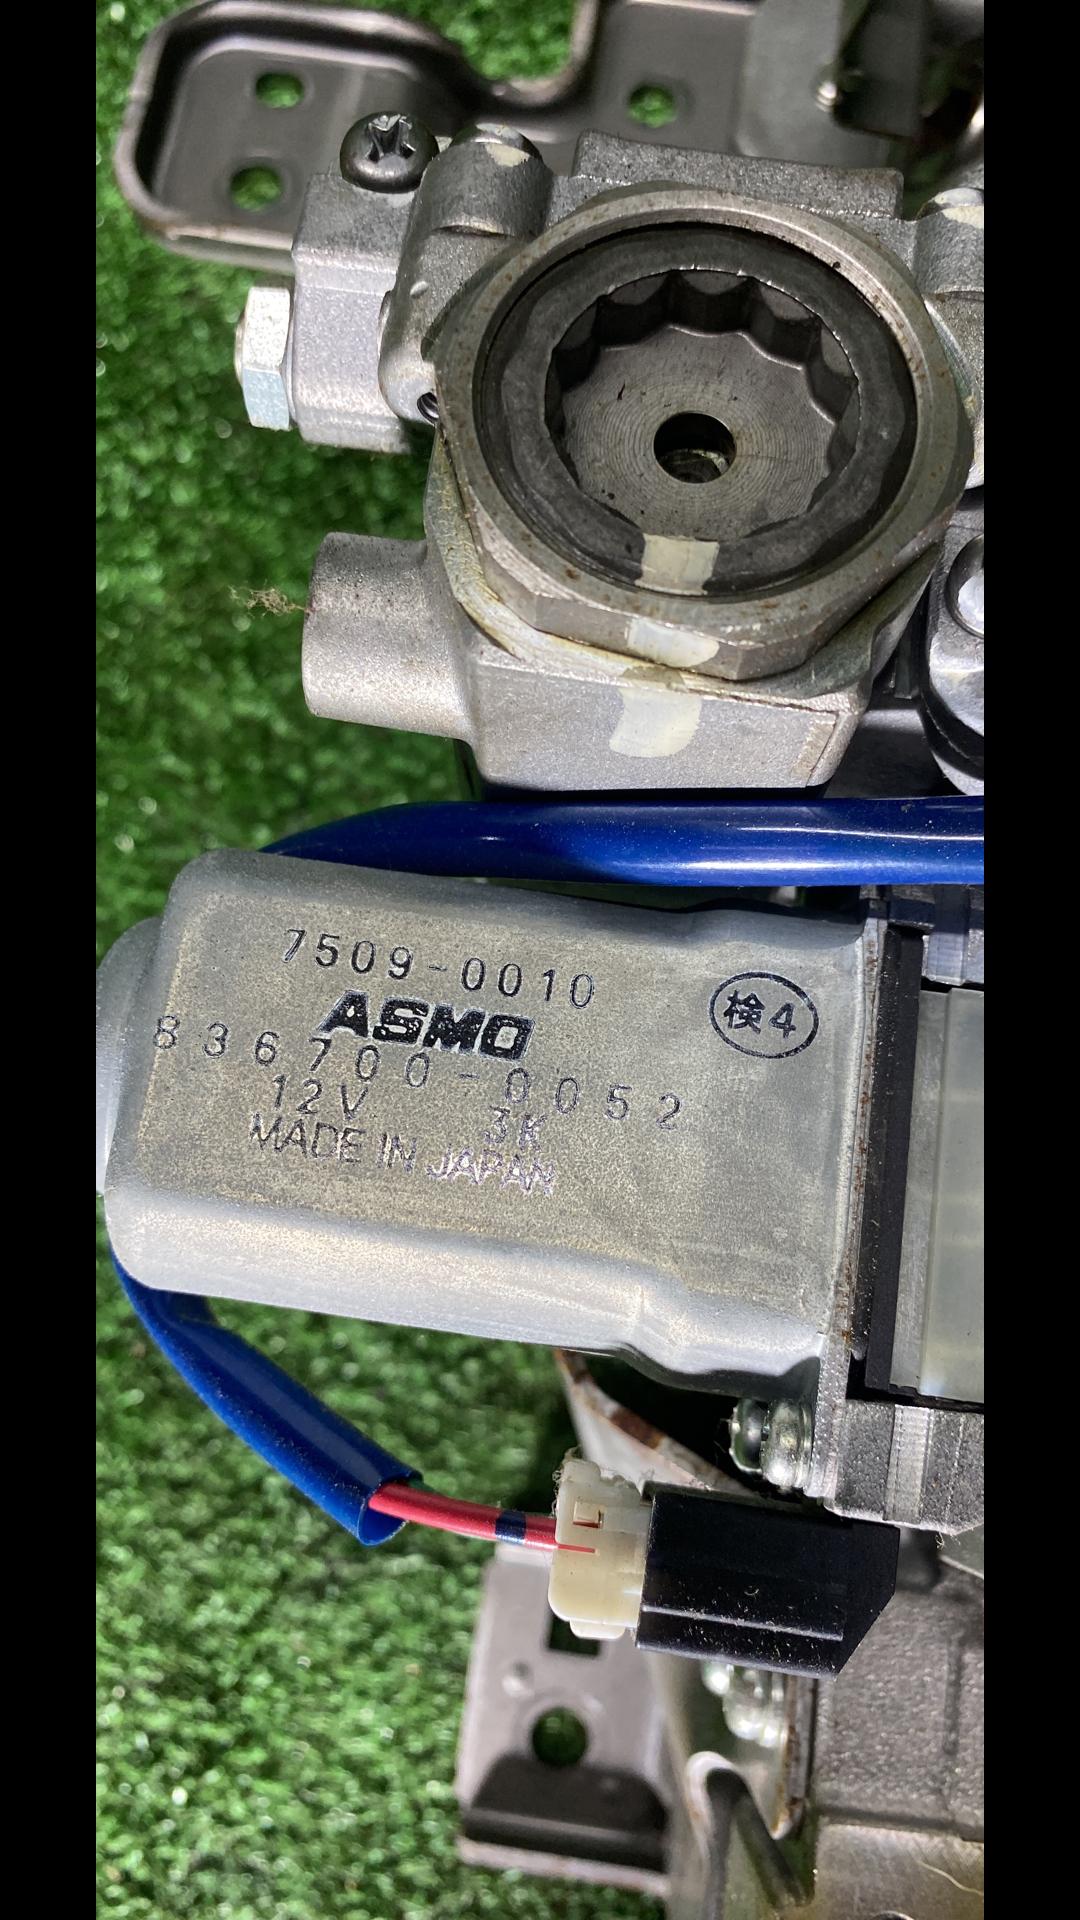 7509-0010
ASMO
検4
836700-0052
12V 3K
MADE IN JAPAN